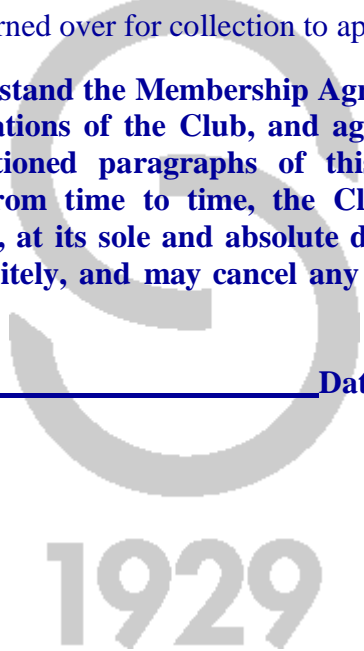 rned over for collection to ap
stand the Membership Agr
ations of the Club, and ag
tioned paragraphs of this
rom time to time, the Cl
, at its sole and absolute d
itely, and may cancel any
Dat
1929